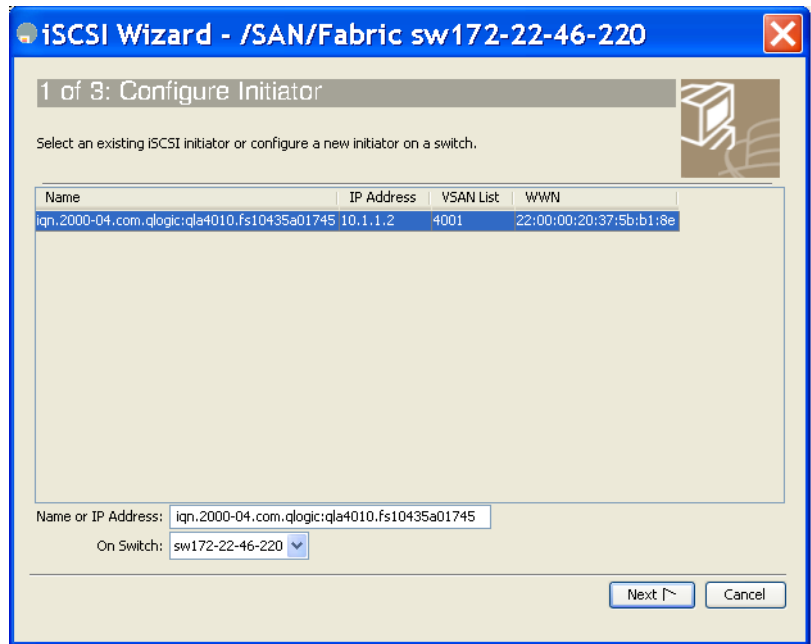 iSCSI Wizard - /SAN/Fabric sw172-22-46-220
1 of 3: Configure Initiator
Select an existing iSCSI initiator or configure a new initiator on a switch.
Name IP Address VSAN List WWN
iqn.2000-04.com.qlogic:qla4010.fs10435a01745 10.1.1.2 4001 22:00:00:20:37:5b:b1:8e
Name or IP Address: iqn.2000-04.com.qlogic:qla4010.fs10435a01745
On Switch: sw172-22-46-220
Next Cancel